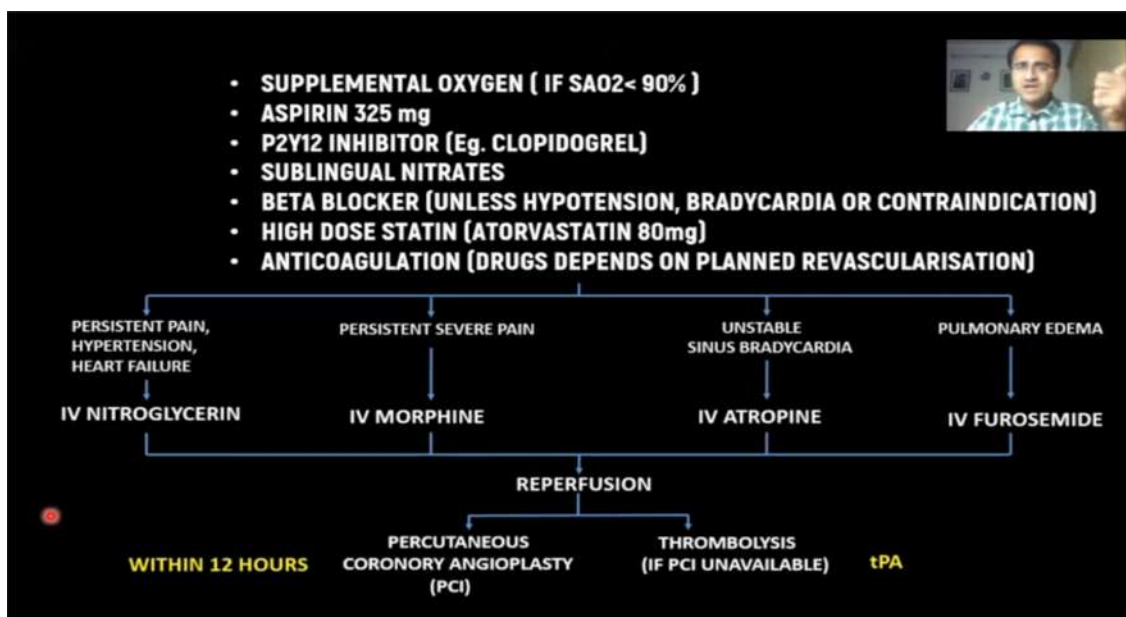 • SUPPLEMENTAL OXYGEN ( IF SAO2< 90% )
• ASPIRIN 325 mg
• P2Y12 INHIBITOR (Eg. CLOPIDOGREL)
• SUBLINGUAL NITRATES
• BETA BLOCKER (UNLESS HYPOTENSION, BRADYCARDIA OR CONTRAINDICATION)
• HIGH DOSE STATIN (ATORVASTATIN 80mg)
• ANTICOAGULATION (DRUGS DEPENDS ON PLANNED REVASCULARISATION)
PERSISTENT PAIN,
HYPERTENSION,
HEART FAILURE
PERSISTENT SEVERE PAIN
UNSTABLE
SINUS BRADYCARDIA
PULMONARY EDEMA
IV NITROGLYCERIN
IV MORPHINE
IV ATROPINE
IV FUROSEMIDE
REPERFUSION
WITHIN 12 HOURS
PERCUTANEOUS
CORONORY ANGIOPLASTY
(PCI)
THROMBOLYSIS
(IF PCI UNAVAILABLE)
tPA